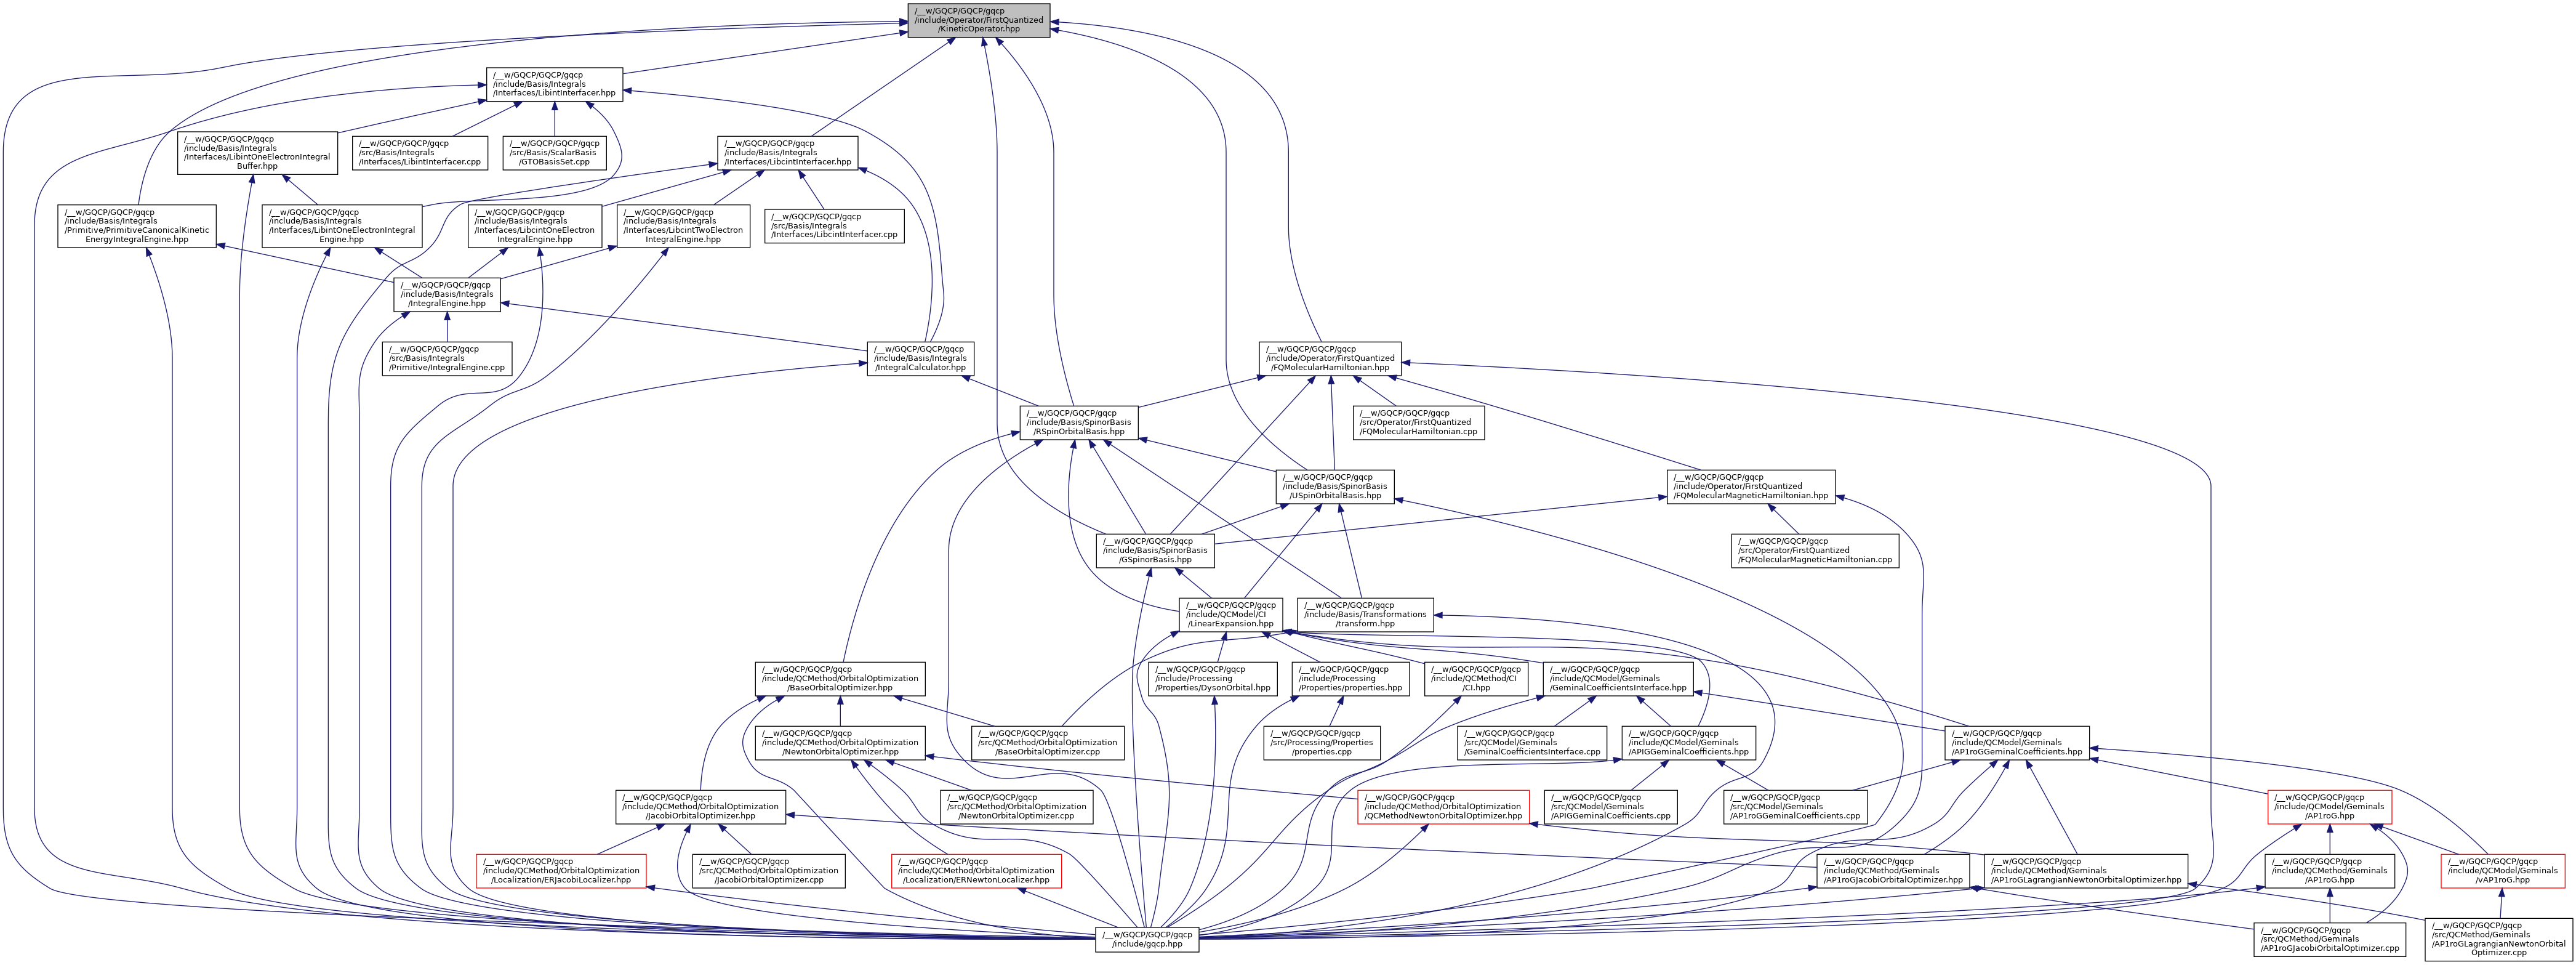 /__w/GQCP/GQCP/gqcp
/include/Operator/FirstQuantized
/KineticOperator.hpp
/__w/GQCP/GQCP/gqcp
/include/Basis/Integrals
/Interfaces/LibintInterfacer.hpp
/__w/GQCP/GQCP/gqcp
/include/Basis/Integrals
/Interfaces/LibintOneElectronIntegral
Buffer.hpp
/__w/GQCP/GQCP/gqcp
/src/Basis/Integrals
/Interfaces/LibintInterfacer.cpp
/__w/GQCP/GQCP/gqcp
/src/Basis/ScalarBasis
/GTOBasisSet.cpp
/__w/GQCP/GQCP/gqcp
/include/Basis/Integrals
/Interfaces/LibcintInterfacer.hpp
/__w/GQCP/GQCP/gqcp
/include/Basis/Integrals
/Primitive/PrimitiveCanonicalKinetic
EnergyIntegralEngine.hpp
/__w/GQCP/GQCP/gqcp
/include/Basis/Integrals
/Interfaces/LibintOneElectronIntegral
Engine.hpp
/__w/GQCP/GQCP/gqcp
/include/Basis/Integrals
/Interfaces/LibcintOneElectron
IntegralEngine.hpp
/__w/GQCP/GQCP/gqcp
/include/Basis/Integrals
/Interfaces/LibcintTwoElectron
IntegralEngine.hpp
/__w/GQCP/GQCP/gqcp
/src/Basis/Integrals
/Interfaces/LibcintInterfacer.cpp
/__w/GQCP/GQCP/gqcp
/include/Basis/Integrals
/IntegralEngine.hpp
/__w/GQCP/GQCP/gqcp
/src/Basis/Integrals
/Primitive/IntegralEngine.cpp
/__w/GQCP/GQCP/gqcp
/include/Basis/Integrals
/IntegralCalculator.hpp
/__w/GQCP/GQCP/gqcp
/include/Operator/FirstQuantized
/FQMolecularHamiltonian.hpp
/__w/GQCP/GQCP/gqcp
/include/Basis/SpinorBasis
/RSpinOrbitalBasis.hpp
/__w/GQCP/GQCP/gqcp
/src/Operator/FirstQuantized
/FQMolecularHamiltonian.cpp
/__w/GQCP/GQCP/gqcp
/include/Basis/SpinorBasis
/USpinOrbitalBasis.hpp
/__w/GQCP/GQCP/gqcp
/include/Operator/FirstQuantized
/FQMolecularMagneticHamiltonian.hpp
/__w/GQCP/GQCP/gqcp
/include/Basis/SpinorBasis
/GSpinorBasis.hpp
/__w/GQCP/GQCP/gqcp
/src/Operator/FirstQuantized
/FQMolecularMagneticHamiltonian.cpp
/__w/GQCP/GQCP/gqcp
/include/QCModel/CI
/LinearExpansion.hpp
/__w/GQCP/GQCP/gqcp
/include/Basis/Transformations
/transform.hpp
/__w/GQCP/GQCP/gqcp
/include/QCMethod/OrbitalOptimization
/BaseOrbitalOptimizer.hpp
/__w/GQCP/GQCP/gqcp
/include/Processing
/Properties/DysonOrbital.hpp
/__w/GQCP/GQCP/gqcp
/include/Processing
/Properties/properties.hpp
/__w/GQCP/GQCP/gqcp
/include/QCMethod/CI
/CI.hpp
/__w/GQCP/GQCP/gqcp
/include/QCModel/Geminals
/GeminalCoefficientsInterface.hpp
/__w/GQCP/GQCP/gqcp
/include/QCMethod/OrbitalOptimization
/NewtonOrbitalOptimizer.hpp
/__w/GQCP/GQCP/gqcp
/src/QCMethod/OrbitalOptimization
/BaseOrbitalOptimizer.cpp
/__w/GQCP/GQCP/gqcp
/src/Processing/Properties
/properties.cpp
/__w/GQCP/GQCP/gqcp
/src/QCModel/Geminals
/GeminalCoefficientsInterface.cpp
/__w/GQCP/GQCP/gqcp
/include/QCModel/Geminals
/APIGGeminalCoefficients.hpp
/__w/GQCP/GQCP/gqcp
/include/QCModel/Geminals
/AP1roGGeminalCoefficients.hpp
/__w/GQCP/GQCP/gqcp
/include/QCMethod/OrbitalOptimization
/JacobiOrbitalOptimizer.hpp
/__w/GQCP/GQCP/gqcp
/src/QCMethod/OrbitalOptimization
/NewtonOrbitalOptimizer.cpp
/__w/GQCP/GQCP/gqcp
/include/QCMethod/OrbitalOptimization
/QCMethodNewtonOrbitalOptimizer.hpp
/__w/GQCP/GQCP/gqcp
/src/QCModel/Geminals
/APIGGeminalCoefficients.cpp
/__w/GQCP/GQCP/gqcp
/src/QCModel/Geminals
/AP1roGGeminalCoefficients.cpp
/__w/GQCP/GQCP/gqcp
/include/QCModel/Geminals
/AP1roG.hpp
/__w/GQCP/GQCP/gqcp
/include/QCMethod/OrbitalOptimization
/Localization/ERJacobiLocalizer.hpp
/__w/GQCP/GQCP/gqcp
/src/QCMethod/OrbitalOptimization
/JacobiOrbitalOptimizer.cpp
/__w/GQCP/GQCP/gqcp
/include/QCMethod/OrbitalOptimization
/Localization/ERNewtonLocalizer.hpp
/__w/GQCP/GQCP/gqcp
/include/QCMethod/Geminals
/AP1roGJacobiOrbitalOptimizer.hpp
/__w/GQCP/GQCP/gqcp
/include/QCMethod/Geminals
/AP1roGLagrangianNewtonOrbitalOptimizer.hpp
/__w/GQCP/GQCP/gqcp
/include/QCMethod/Geminals
/AP1roG.hpp
/__w/GQCP/GQCP/gqcp
/include/QCModel/Geminals
/vAP1roG.hpp
/__w/GQCP/GQCP/gqcp
/include/gqcp.hpp
/__w/GQCP/GQCP/gqcp
/src/QCMethod/Geminals
/AP1roGJacobiOrbitalOptimizer.cpp
/__w/GQCP/GQCP/gqcp
/src/QCMethod/Geminals
/AP1roGLagrangianNewtonOrbital
Optimizer.cpp